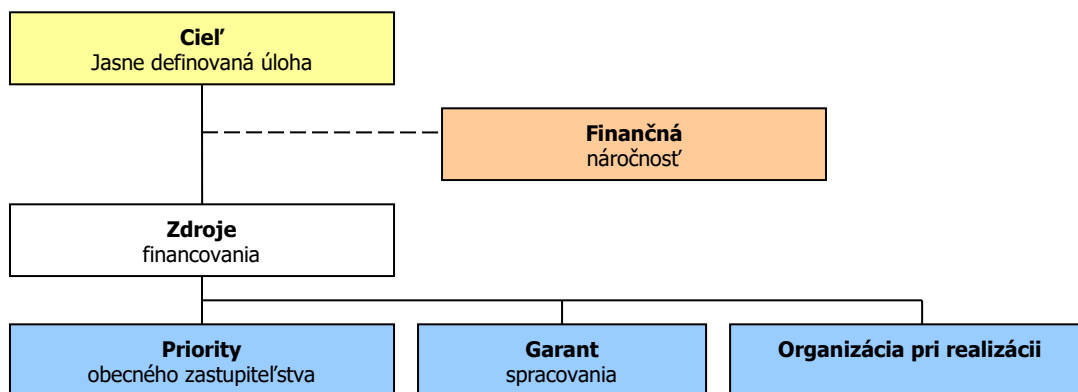 Cieľ
Jasne definovaná úloha
Finančná
náročnosť
Zdroje
financovania
Priority
obecného zastupiteľstva
Garant
spracovania
Organizácia pri realizácii